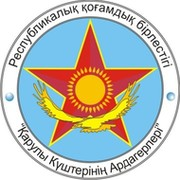 Республикалық қоғамдық бірлестігі
"Қарулы Күштерінің Ардагерлері"